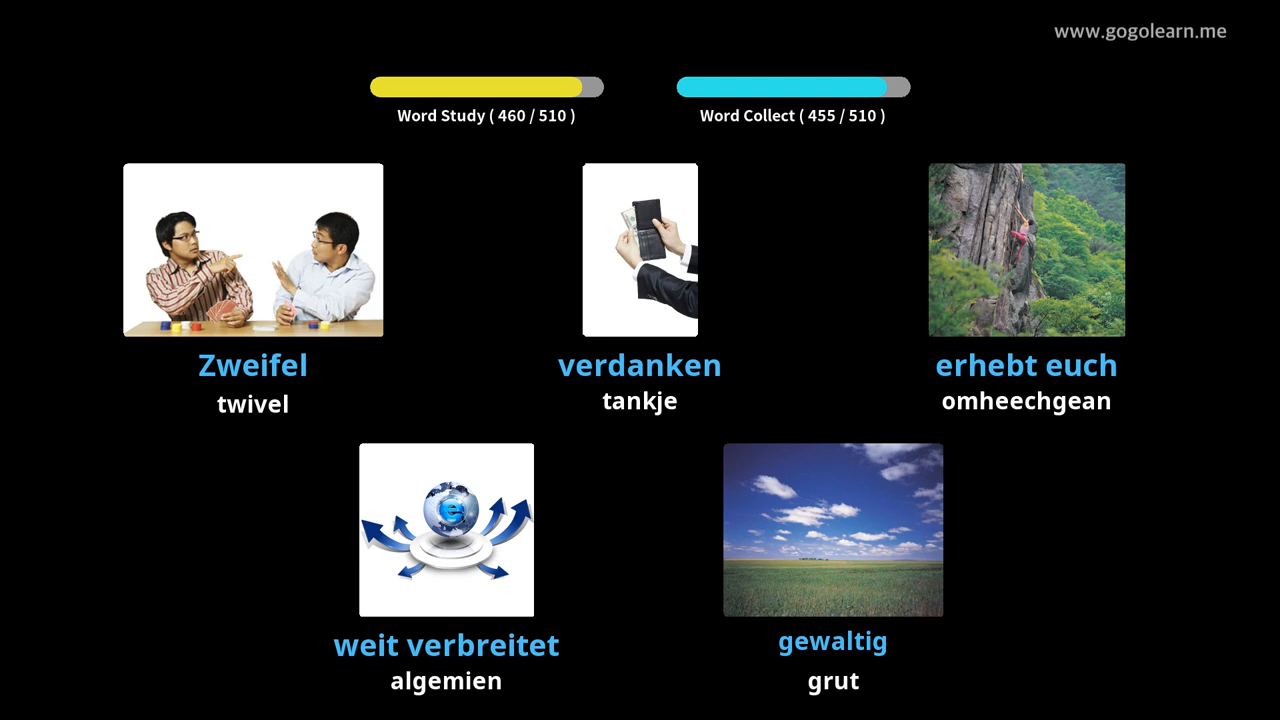 www.gogolearn.me
Word Study ( 460 / 510 )
Word Collect ( 455 / 510 )
Zweifel
twivel
verdanken
tankje
erhebt euch
omheechgean
e
weit verbreitet
algemien
gewaltig
grut